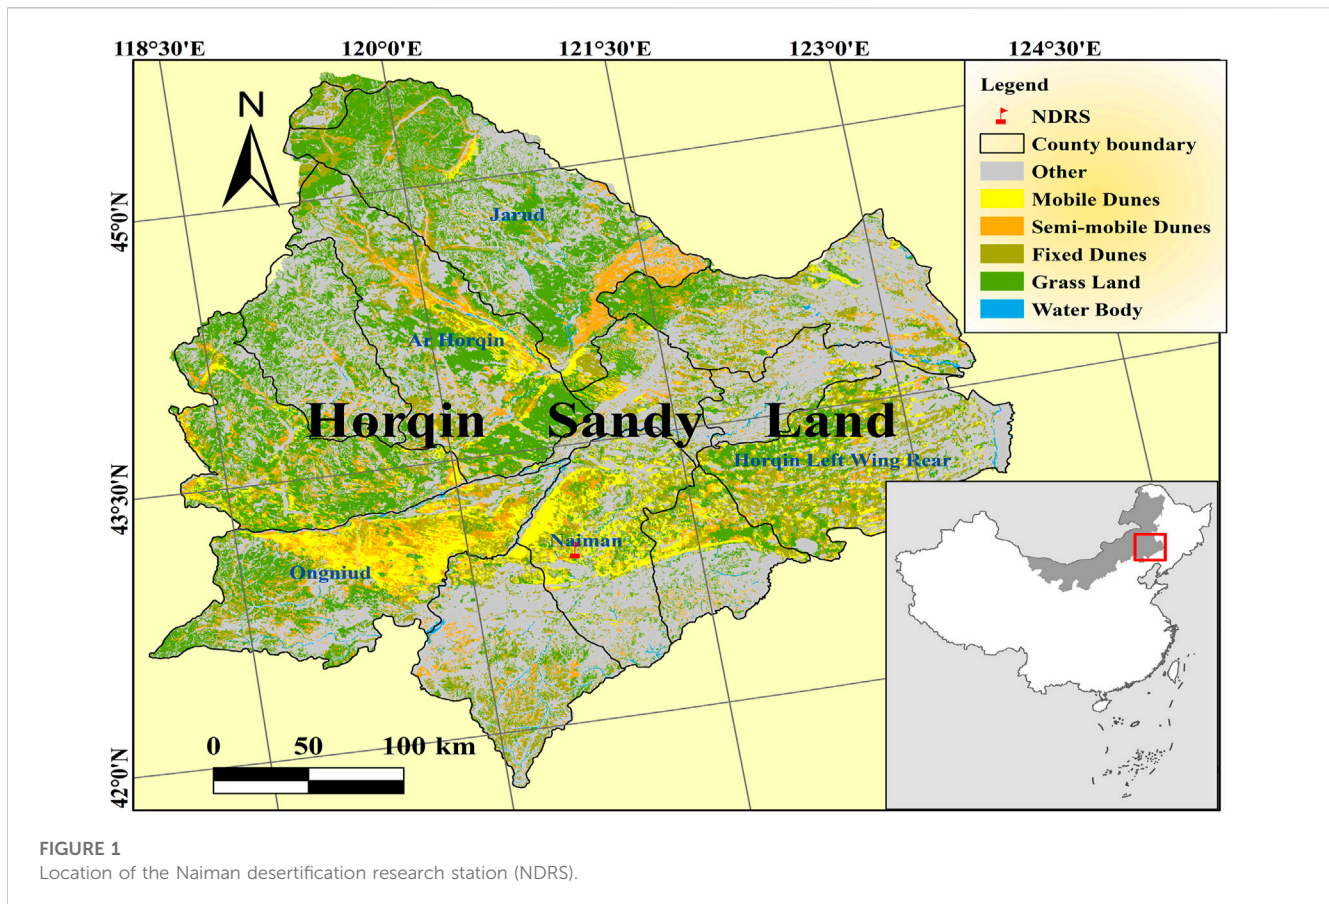 118°30'0"E
120°0'E
121°30'E
123°0'E
124°30'E
N
45°0'N
43°30'N
42°0'N
Legend
NDRS
County boundary
Other
Mobile Dunes
Semi-mobile Dunes
Fixed Dunes
Grass Land
Water Body
Jarud
Ar Horqin
Horqin Sandy Land
Horqin Left Wing Rear
Naiman
Ongniud
0 50 100 km
FIGURE 1
Location of the Naiman desertification research station (NDRS).